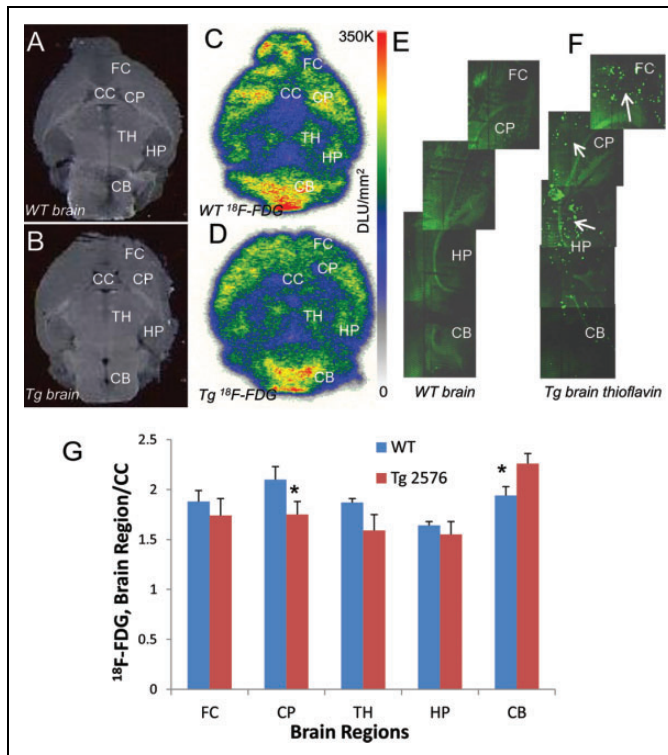 A
FC
CC
CP
TH
HP
CB
WT brain
B
FC
CC
CP
TH
HP
CB
Tg brain
C
FC
CC
CP
TH
HP
CB
WT ¹⁸F-FDG
D
FC
CC
CP
TH
HP
CB
Tg ¹⁸F-FDG
350K
DLU/mm²
0
E
FC
CP
HP
CB
WT brain
F
FC
CP
HP
CB
Tg brain thioflavin
G
WT
Tg 2576
¹⁸F-FDG, Brain Region/CC
2.5
2
1.5
1
0.5
0
*
*
FC CP TH HP CB
Brain Regions